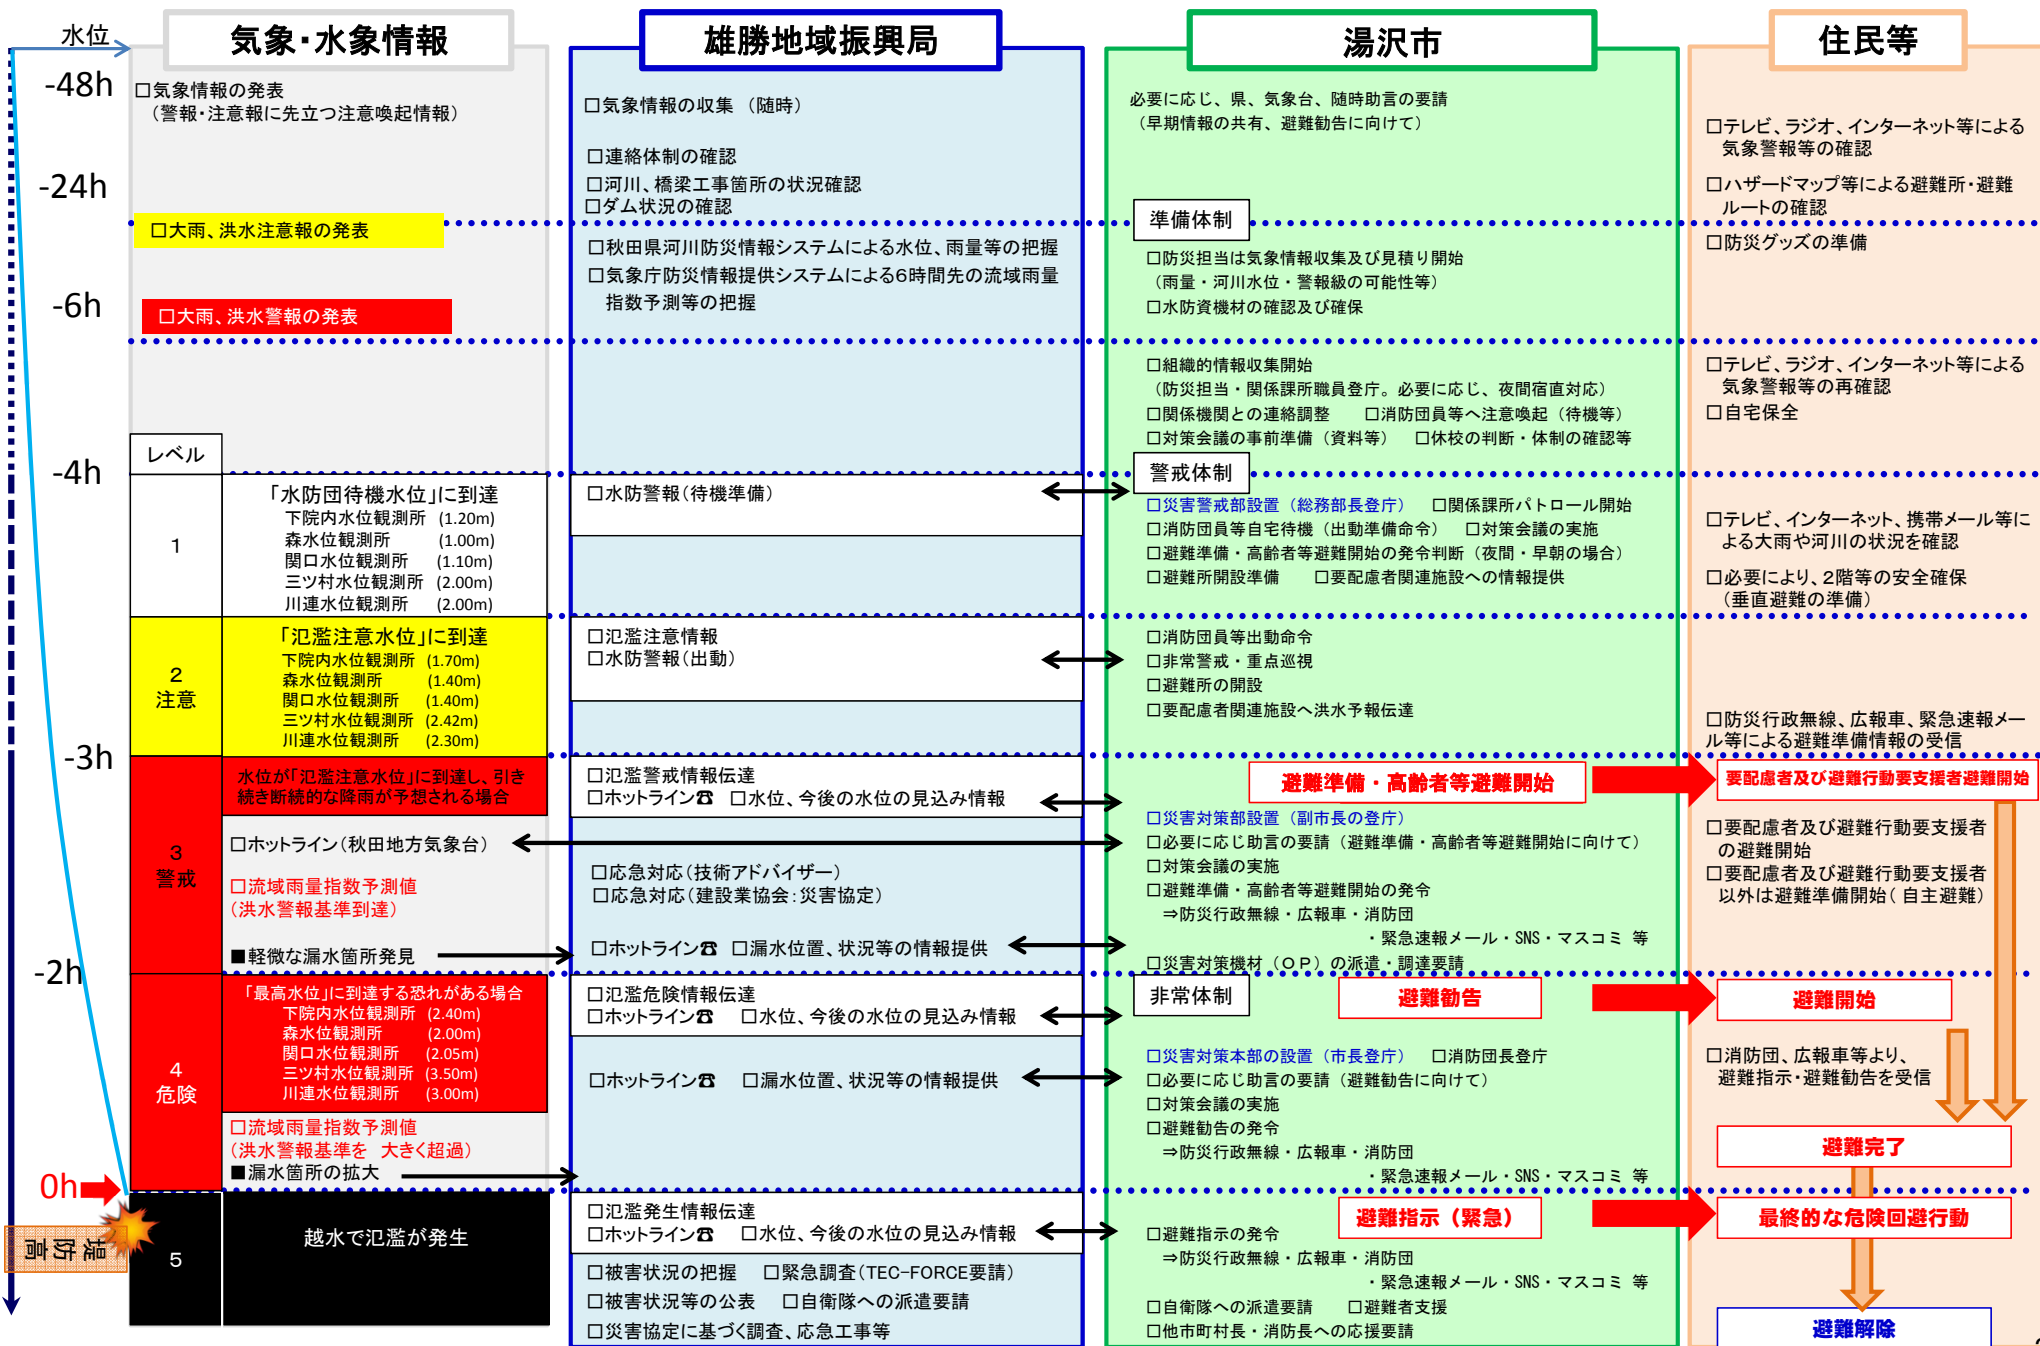 水位
-48h
-24h
-6h
-4h
-3h
-2h
0h
堤防高
気象・水象情報
□気象情報の発表
（警報・注意報に先立つ注意喚起情報）
□大雨、洪水注意報の発表
□大雨、洪水警報の発表
レベル
1
「水防団待機水位」に到達
下院内水位観測所 (1.20m)
森水位観測所 (1.00m)
関口水位観測所 (1.10m)
三ツ村水位観測所 (2.00m)
川連水位観測所 (2.00m)
2
注意
「氾濫注意水位」に到達
下院内水位観測所 (1.70m)
森水位観測所 (1.40m)
関口水位観測所 (1.40m)
三ツ村水位観測所 (2.42m)
川連水位観測所 (2.30m)
3
警戒
水位が「氾濫注意水位」に到達し、引き
続き断続的な降雨が予想される場合
□ホットライン（秋田地方気象台）
□流域雨量指数予測値
（洪水警報基準到達）
■軽微な漏水箇所発見
4
危険
「最高水位」に到達する恐れがある場合
下院内水位観測所 (2.40m)
森水位観測所 (2.00m)
関口水位観測所 (2.05m)
三ツ村水位観測所 (3.50m)
川連水位観測所 (3.00m)
□流域雨量指数予測値
（洪水警報基準を 大きく超過）
■漏水箇所の拡大
5
越水で氾濫が発生
雄勝地域振興局
□気象情報の収集 （随時）
□連絡体制の確認
□河川、橋梁工事箇所の状況確認
□ダム状況の確認
□秋田県河川防災情報システムによる水位、雨量等の把握
□気象庁防災情報提供システムによる6時間先の流域雨量
指数予測等の把握
□水防警報（待機準備）
□氾濫注意情報
□水防警報（出動）
□氾濫警戒情報伝達
□ホットライン☎ □水位、今後の水位の見込み情報
□応急対応（技術アドバイザー）
□応急対応（建設業協会：災害協定）
□ホットライン☎ □漏水位置、状況等の情報提供
□氾濫危険情報伝達
□ホットライン☎ □水位、今後の水位の見込み情報
□ホットライン☎ □漏水位置、状況等の情報提供
□氾濫発生情報伝達
□ホットライン☎ □水位、今後の水位の見込み情報
□被害状況の把握 □緊急調査（TEC-FORCE要請）
□被害状況等の公表 □自衛隊への派遣要請
□災害協定に基づく調査、応急工事等
湯沢市
必要に応じ、県、気象台、随時助言の要請
（早期情報の共有、避難勧告に向けて）
準備体制
□防災担当は気象情報収集及び見積り開始
（雨量・河川水位・警報級の可能性等）
□水防資機材の確認及び確保
□組織的情報収集開始
（防災担当・関係課所職員登庁。必要に応じ、夜間宿直対応）
□関係機関との連絡調整 □消防団員等へ注意喚起（待機等）
□対策会議の事前準備（資料等） □休校の判断・体制の確認等
警戒体制
□災害警戒部設置（総務部長登庁） □関係課所パトロール開始
□消防団員等自宅待機（出動準備命令） □対策会議の実施
□避難準備・高齢者等避難開始の発令判断（夜間・早朝の場合）
□避難所開設準備 □要配慮者関連施設への情報提供
□消防団員等出動命令
□非常警戒・重点巡視
□避難所の開設
□要配慮者関連施設へ洪水予報伝達
避難準備・高齢者等避難開始
□災害対策部設置（副市長の登庁）
□必要に応じ助言の要請（避難準備・高齢者等避難開始に向けて）
□対策会議の実施
□避難準備・高齢者等避難開始の発令
⇒防災行政無線・広報車・消防団
・緊急速報メール・SNS・マスコミ 等
□災害対策機材（OP）の派遣・調達要請
非常体制
避難勧告
□災害対策本部の設置（市長登庁） □消防団長登庁
□必要に応じ助言の要請（避難勧告に向けて）
□対策会議の実施
□避難勧告の発令
⇒防災行政無線・広報車・消防団
・緊急速報メール・SNS・マスコミ 等
避難指示（緊急）
□避難指示の発令
⇒防災行政無線・広報車・消防団
・緊急速報メール・SNS・マスコミ 等
□自衛隊への派遣要請 □避難者支援
□他市町村長・消防長への応援要請
住民等
□テレビ、ラジオ、インターネット等による
気象警報等の確認
□ハザードマップ等による避難所・避難
ルートの確認
□防災グッズの準備
□テレビ、ラジオ、インターネット等による
気象警報等の再確認
□自宅保全
□テレビ、インターネット、携帯メール等に
よる大雨や河川の状況を確認
□必要により、2階等の安全確保
（垂直避難の準備）
□防災行政無線、広報車、緊急速報メー
ル等による避難準備情報の受信
要配慮者及び避難行動要支援者避難開始
□要配慮者及び避難行動要支援者
の避難開始
□要配慮者及び避難行動要支援者
以外は避難準備開始（ 自主避難）
避難開始
□消防団、広報車等より、
避難指示・避難勧告を受信
避難完了
最終的な危険回避行動
避難解除